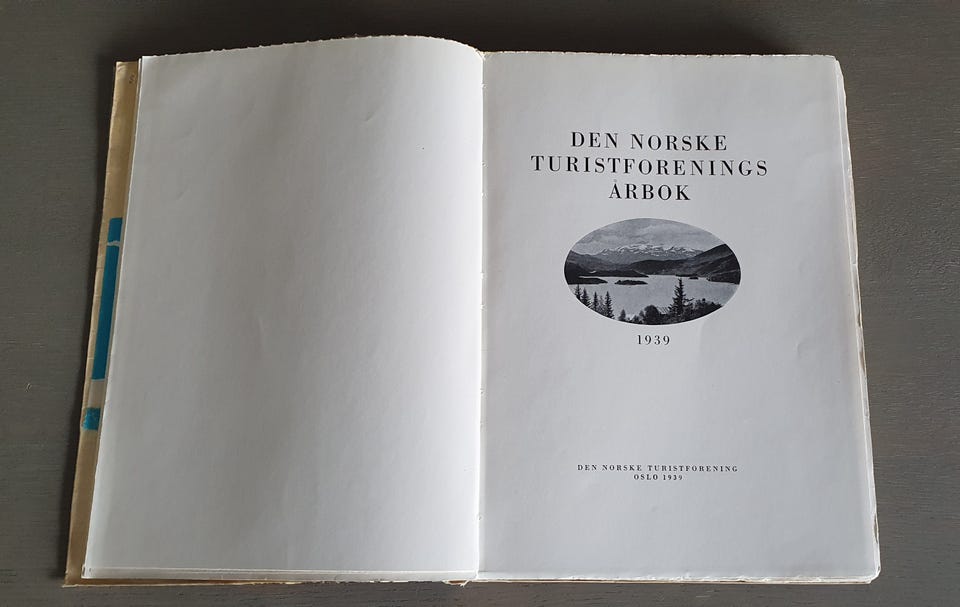 DEN NORSKE
TURISTFORENINGS
ÅRBOK
1939
DEN NORSKE TURISTFORENING
OSLO 1939